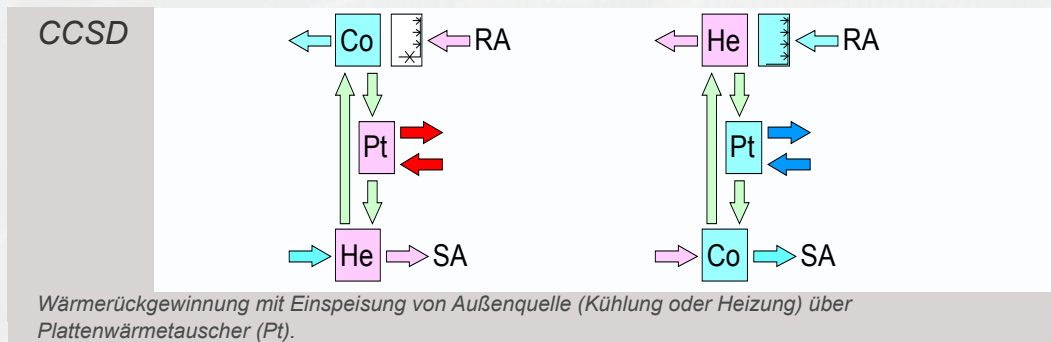 CCSD
Co RA
He RA
Pt
Pt
He SA
Co SA
Wärmerückgewinnung mit Einspeisung von Außenquelle (Kühlung oder Heizung) über
Plattenwärmetauscher (Pt).